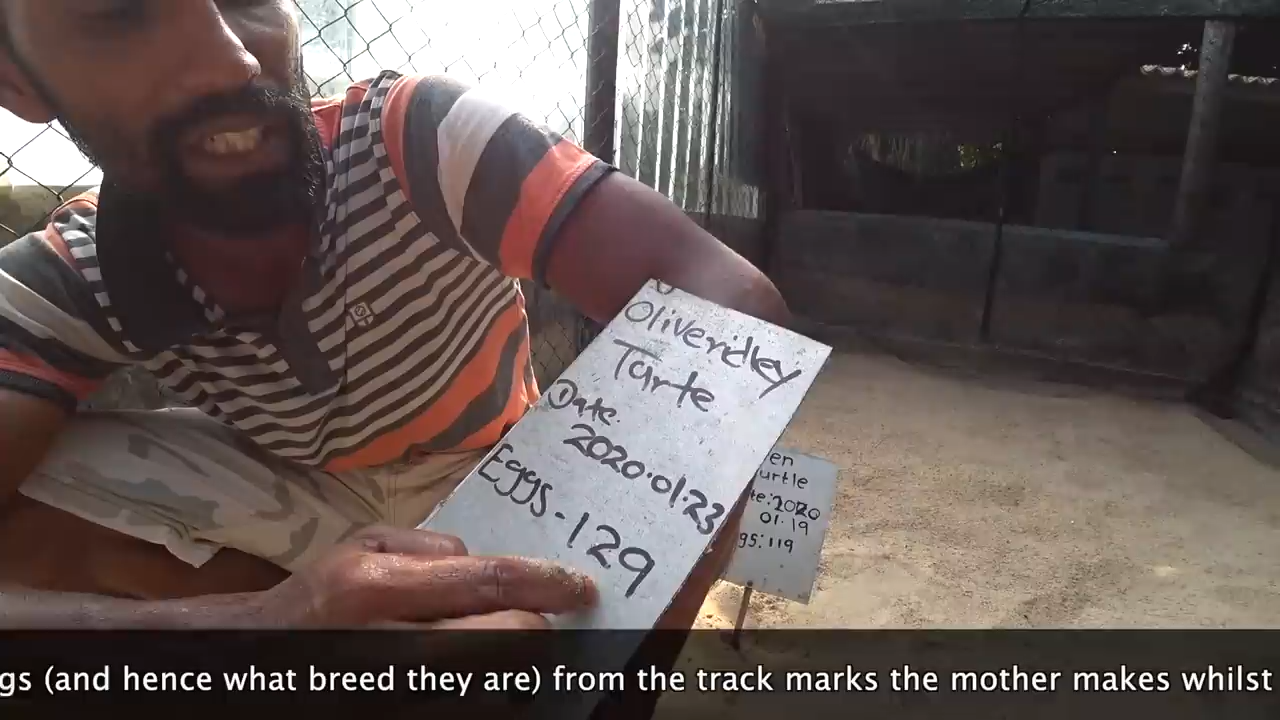 Oliveridley
Turte
Date.
2020.01.23
Eggs - 129
en
urtle
te:2020
01.19
gs:119
gs (and hence what breed they are) from the track marks the mother makes whilst